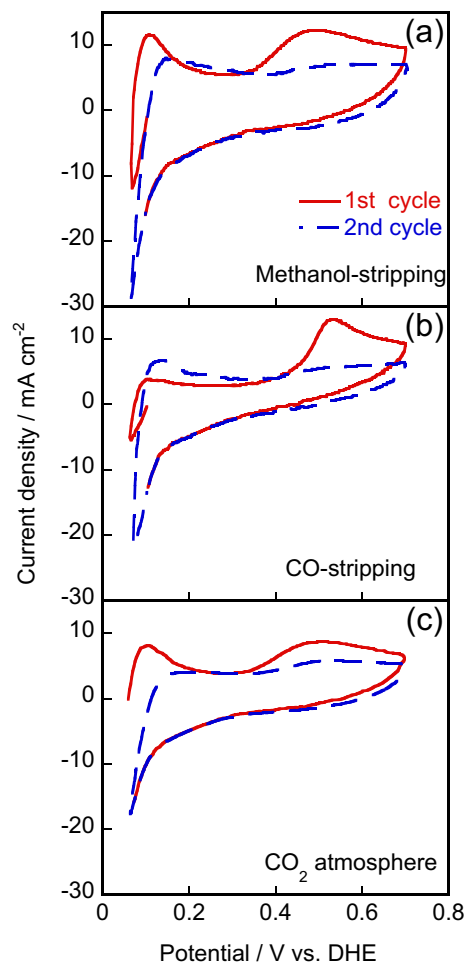 (a)
10
0
-10
-20
-30
1st cycle
2nd cycle
Methanol-stripping
(b)
10
0
-10
-20
-30
CO-stripping
(c)
10
0
-10
-20
-30
CO₂ atmosphere
0
0.2
0.4
0.6
0.8
Potential / V vs. DHE
Current density / mA cm⁻²